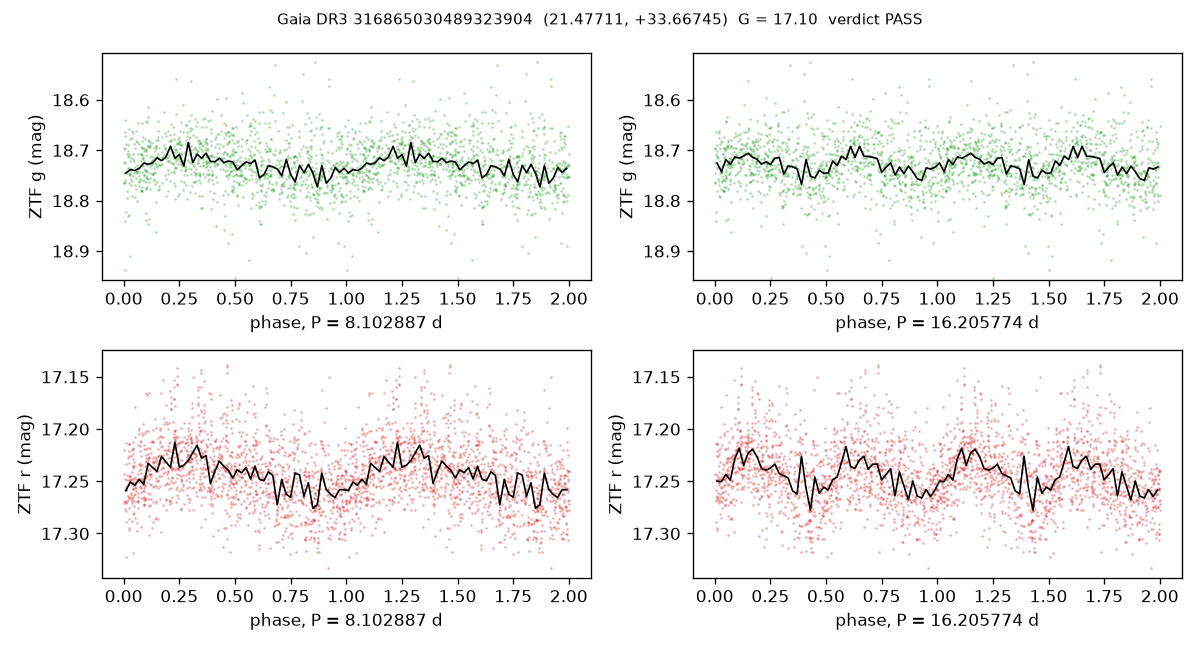 Gaia DR3 316865030489323904 (21.47711, +33.66745) G = 17.10 verdict PASS
ZTF g (mag)
18.6
18.7
18.8
18.9
0.00 0.25 0.50 0.75 1.00 1.25 1.50 1.75 2.00
phase, P = 8.102887 d
ZTF g (mag)
18.6
18.7
18.8
18.9
0.00 0.25 0.50 0.75 1.00 1.25 1.50 1.75 2.00
phase, P = 16.205774 d
ZTF r (mag)
17.15
17.20
17.25
17.30
0.00 0.25 0.50 0.75 1.00 1.25 1.50 1.75 2.00
phase, P = 8.102887 d
ZTF r (mag)
17.15
17.20
17.25
17.30
0.00 0.25 0.50 0.75 1.00 1.25 1.50 1.75 2.00
phase, P = 16.205774 d